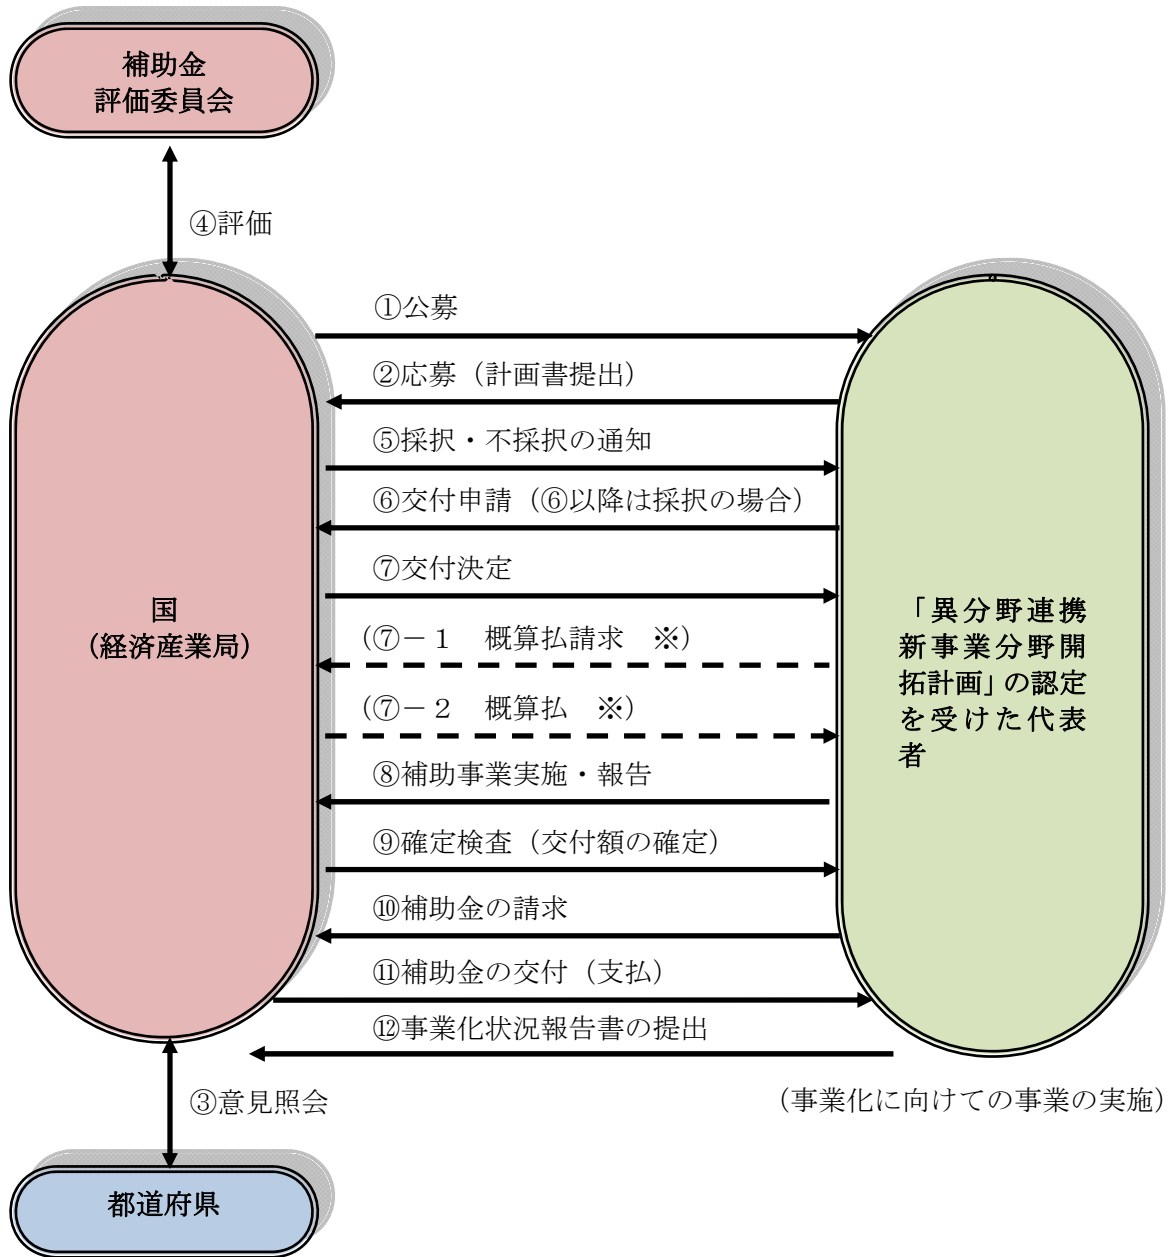 補助金
評価委員会
④評価
①公募
②応募（計画書提出）
⑤採択・不採択の通知
⑥交付申請（⑥以降は採択の場合）
⑦交付決定
（⑦－１　概算払請求　※）
（⑦－２　概算払　※）
⑧補助事業実施・報告
⑨確定検査（交付額の確定）
⑩補助金の請求
⑪補助金の交付（支払）
⑫事業化状況報告書の提出
国
（経済産業局）
「異分野連携
新事業分野開
拓計画」の認定
を受けた代表
者
③意見照会
（事業化に向けての事業の実施）
都道府県